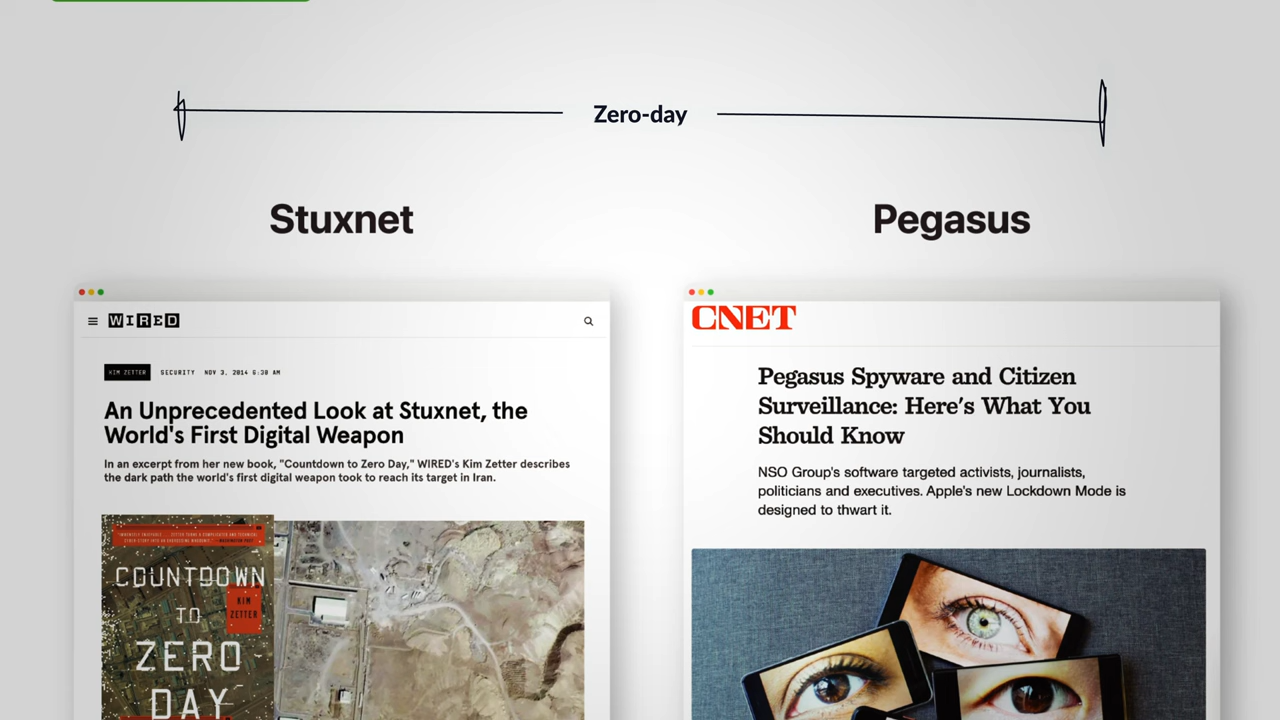 Zero-day
Stuxnet
Pegasus
WIRED
KIM ZETTER SECURITY NOV 3, 2014 6:30 AM
An Unprecedented Look at Stuxnet, the
World's First Digital Weapon
In an excerpt from her new book, "Countdown to Zero Day," WIRED's Kim Zetter describes
the dark path the world's first digital weapon took to reach its target in Iran.
COUNTDOWN
TO
KIM
ZETTER
ZERO
DAY
CNET
Pegasus Spyware and Citizen
Surveillance: Here's What You
Should Know
NSO Group's software targeted activists, journalists,
politicians and executives. Apple's new Lockdown Mode is
designed to thwart it.